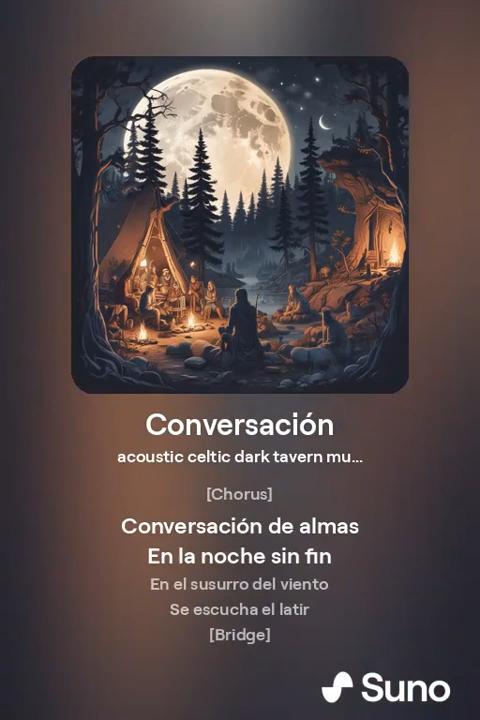 Conversación
acoustic celtic dark tavern mu...
[Chorus]
Conversación de almas
En la noche sin fin
En el susurro del viento
Se escucha el latir
[Bridge]
Suno